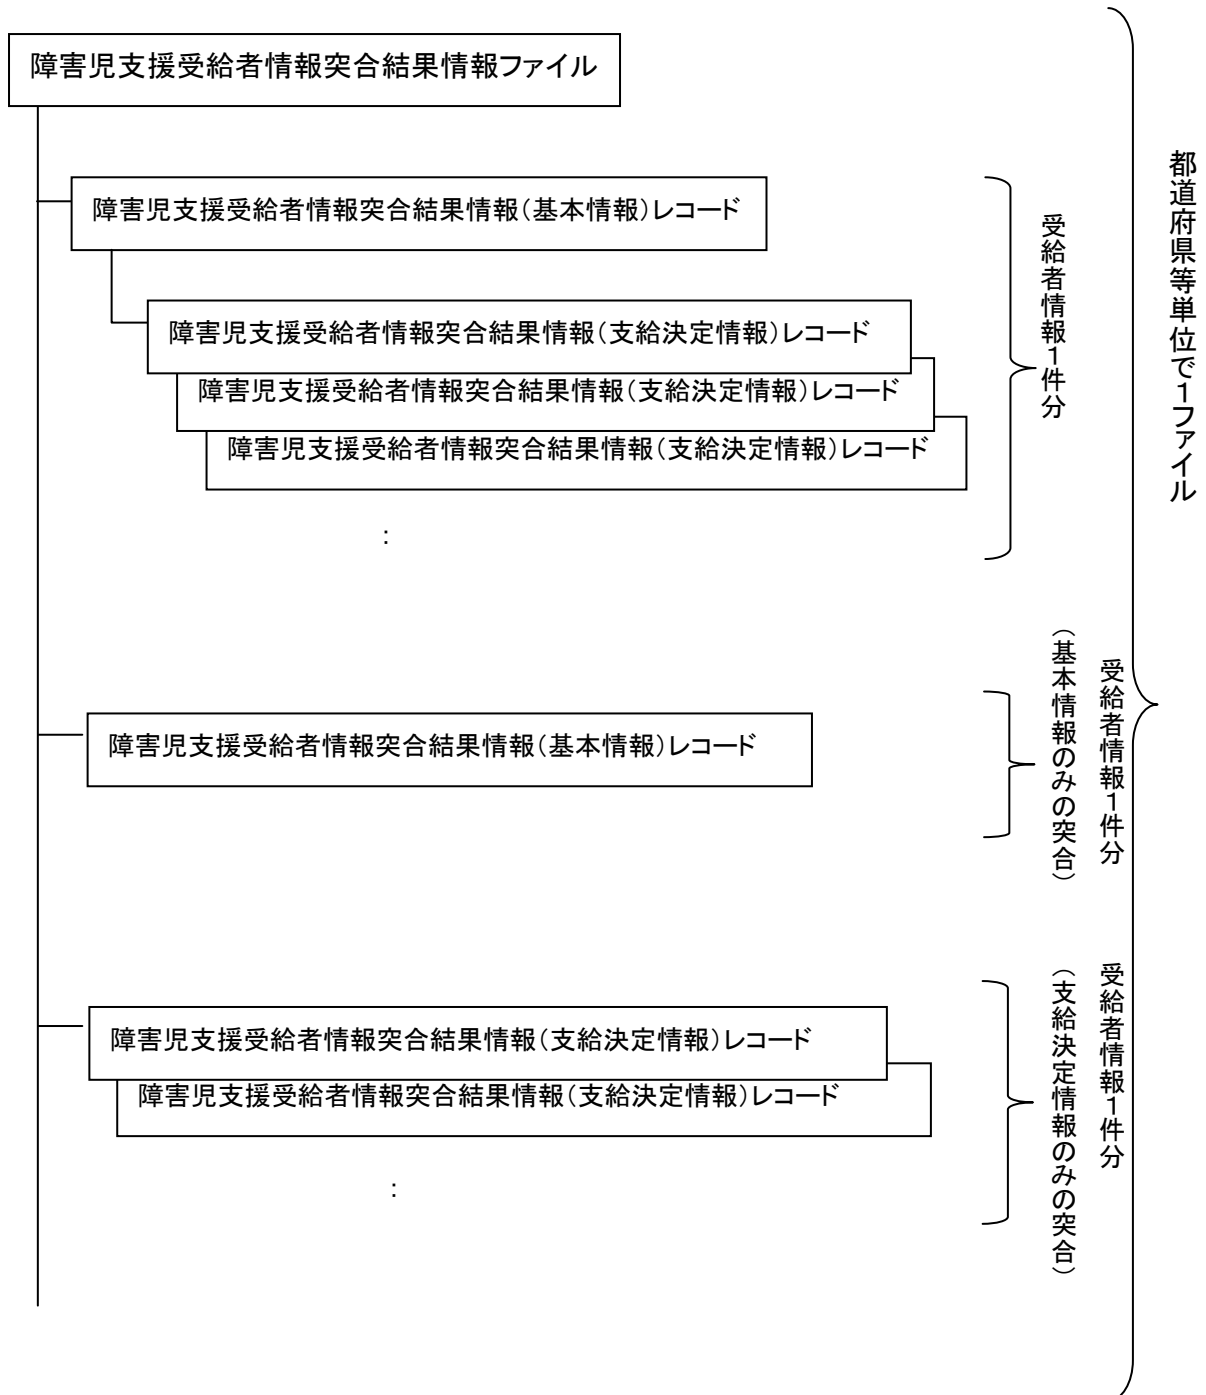 障害児支援受給者情報突合結果情報ファイル
障害児支援受給者情報突合結果情報（基本情報）レコード
障害児支援受給者情報突合結果情報（支給決定情報）レコード
障害児支援受給者情報突合結果情報（支給決定情報）レコード
障害児支援受給者情報突合結果情報（支給決定情報）レコード
：
受給者情報１件分
都道府県等単位で１ファイル
障害児支援受給者情報突合結果情報（基本情報）レコード
受給者情報１件分
（基本情報のみの突合）
障害児支援受給者情報突合結果情報（支給決定情報）レコード
障害児支援受給者情報突合結果情報（支給決定情報）レコード
：
受給者情報１件分
（支給決定情報のみの突合）